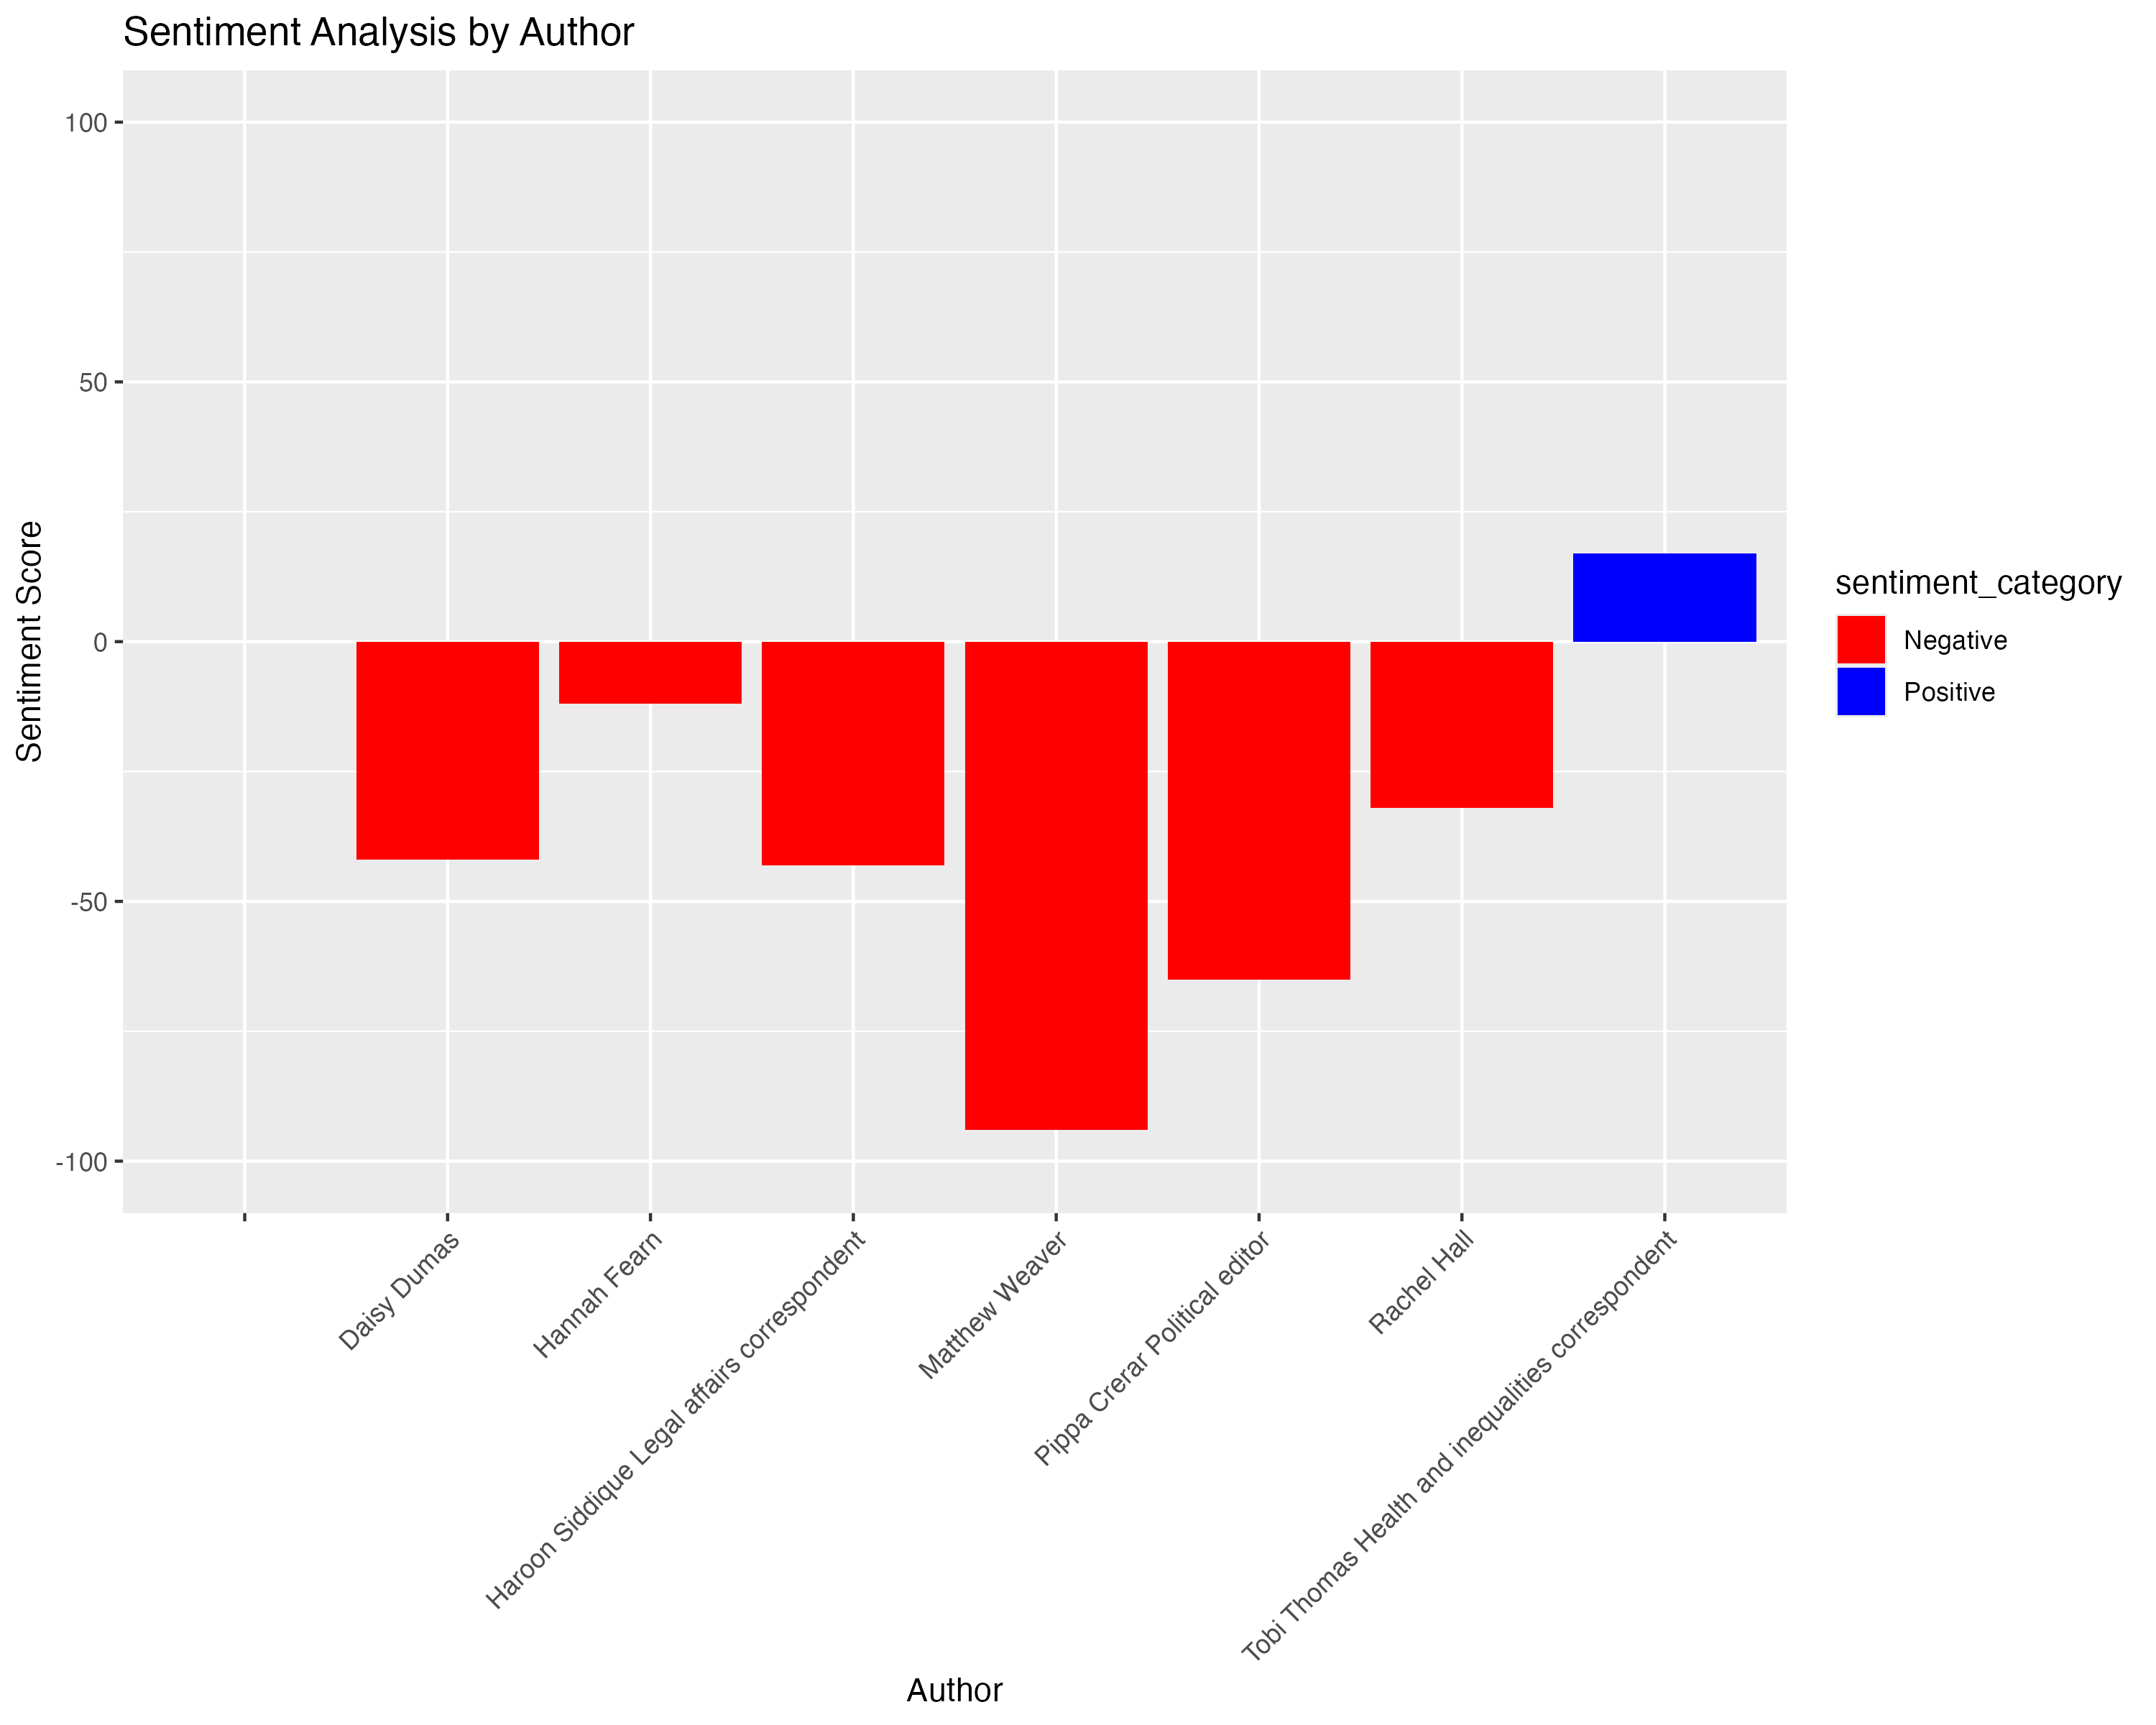 Sentiment Analysis by Author
Sentiment Score
100
50
0
-50
-100
Daisy Dumas
Hannah Fearn
Haroon Siddique Legal affairs correspondent
Matthew Weaver
Pippa Crerar Political editor
Rachel Hall
Tobi Thomas Health and inequalities correspondent
Author
sentiment_category
Negative
Positive